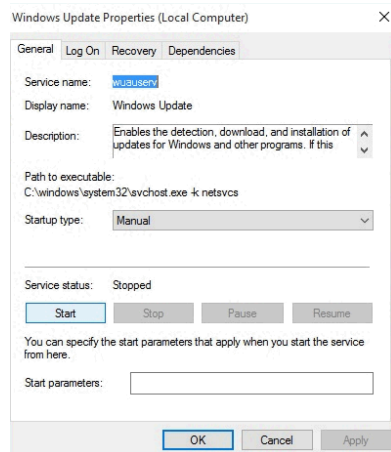 Windows Update Properties (Local Computer)
General Log On Recovery Dependencies
Service name: wuauserv
Display name: Windows Update
Description: Enables the detection, download, and installation of
updates for Windows and other programs. If this
Path to executable:
C:\windows\system32\svchost.exe -k netsvcs
Startup type: Manual
Service status: Stopped
Start Stop Pause Resume
You can specify the start parameters that apply when you start the service
from here.
Start parameters:
OK Cancel Apply